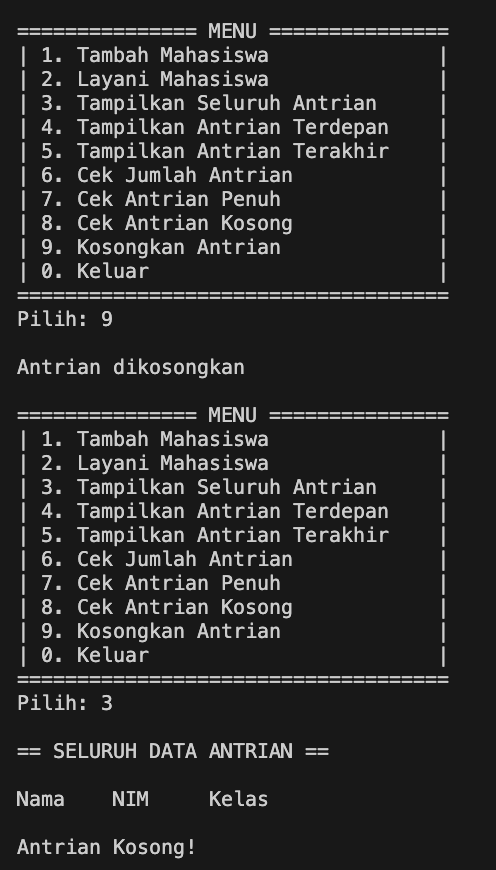 =============== MENU ===============
| 1. Tambah Mahasiswa              |
| 2. Layani Mahasiswa              |
| 3. Tampilkan Seluruh Antrian     |
| 4. Tampilkan Antrian Terdepan    |
| 5. Tampilkan Antrian Terakhir    |
| 6. Cek Jumlah Antrian            |
| 7. Cek Antrian Penuh             |
| 8. Cek Antrian Kosong            |
| 9. Kosongkan Antrian             |
| 0. Keluar                        |
====================================
Pilih: 9
Antrian dikosongkan
=============== MENU ===============
| 1. Tambah Mahasiswa              |
| 2. Layani Mahasiswa              |
| 3. Tampilkan Seluruh Antrian     |
| 4. Tampilkan Antrian Terdepan    |
| 5. Tampilkan Antrian Terakhir    |
| 6. Cek Jumlah Antrian            |
| 7. Cek Antrian Penuh             |
| 8. Cek Antrian Kosong            |
| 9. Kosongkan Antrian             |
| 0. Keluar                        |
====================================
Pilih: 3
== SELURUH DATA ANTRIAN ==
Nama    NIM     Kelas
Antrian Kosong!